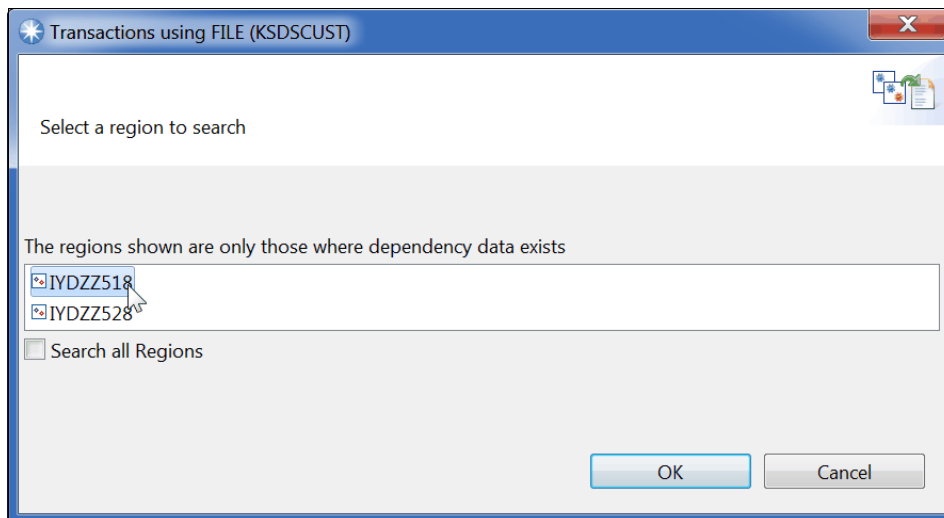 Transactions using FILE (KSDSCUST)
Select a region to search
The regions shown are only those where dependency data exists
IYDZZ518
IYDZZ528
Search all Regions
OK Cancel